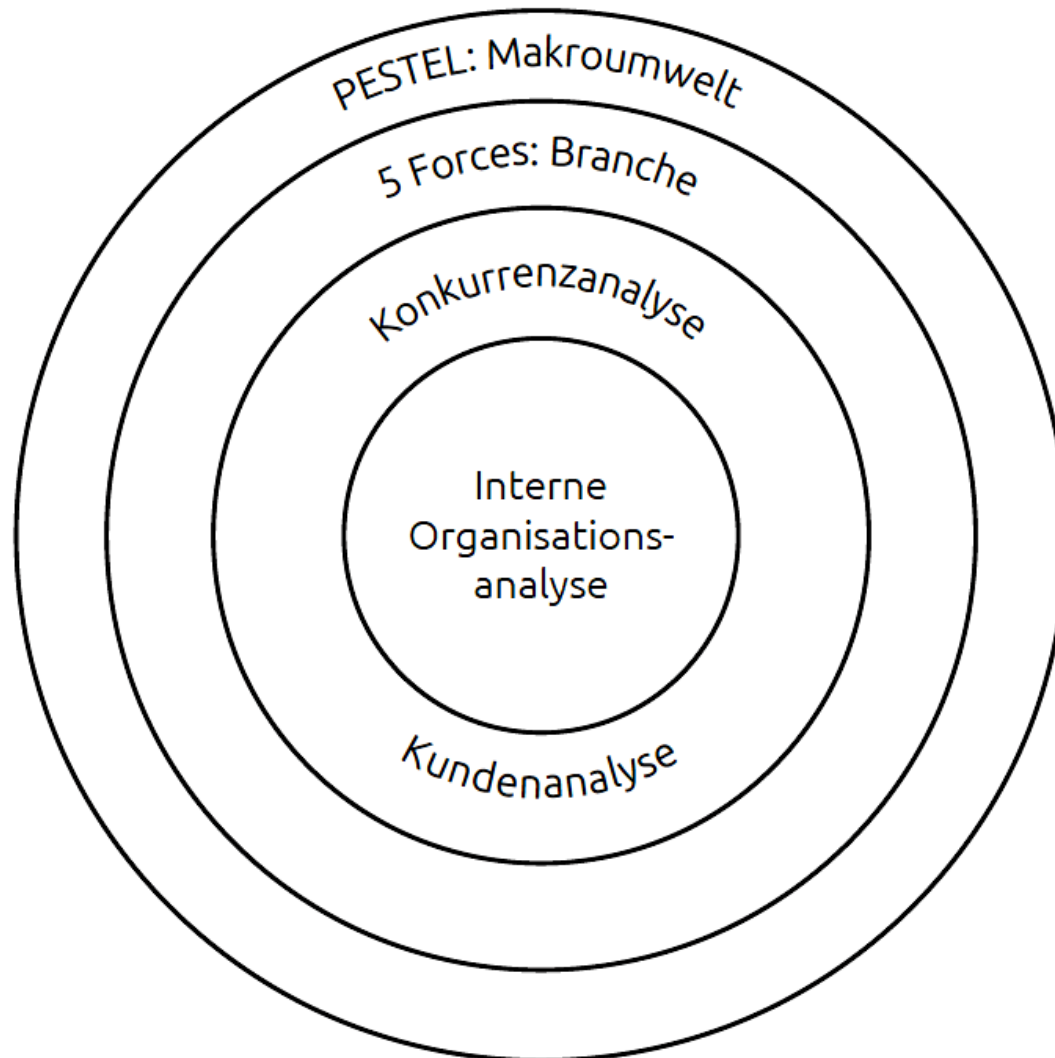 PESTEL: Makroumwelt
5 Forces: Branche
Konkurrenzanalyse
Interne
Organisations-
analyse
Kundenanalyse